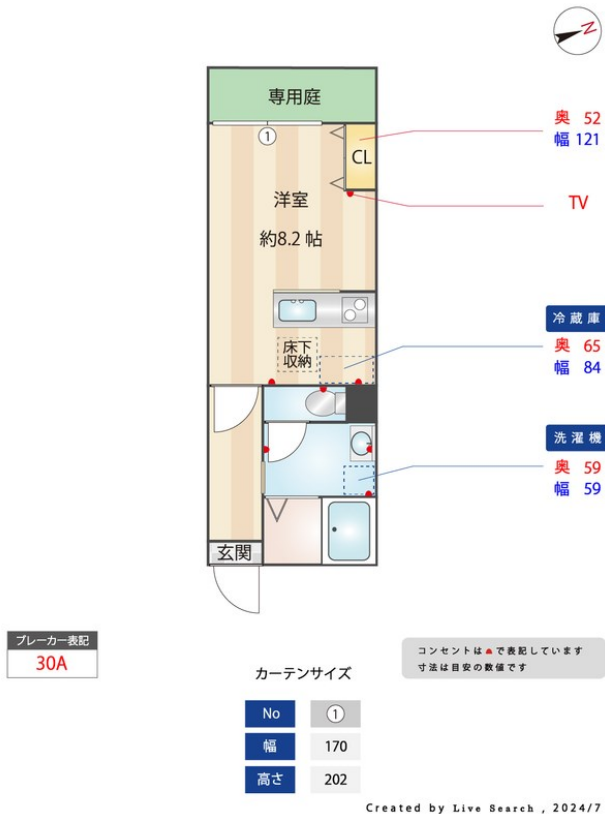 N
専用庭
①
CL
奥 52
幅 121
TV
洋室
約8.2 帖
冷蔵庫
奥 65
幅 84
床下
収納
洗濯機
奥 59
幅 59
玄関
ブレーカー表記
30A
コンセントは で表記しています
寸法は目安の数値です
カーテンサイズ
No ①
幅 170
高さ 202
Created by Live Search , 2024/7